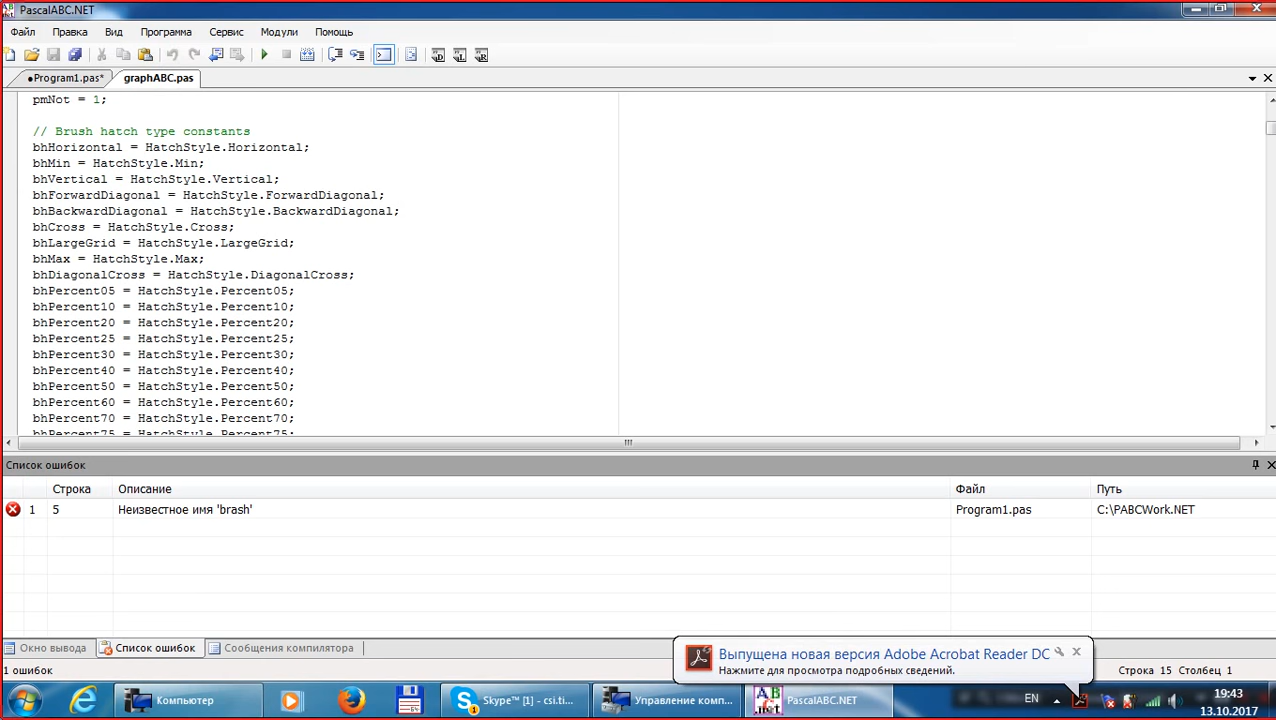 PascalABC.NET
Файл Правка Вид Программа Сервис Модули Помощь
•Program1.pas* graphABC.pas
pmNot = 1;
// Brush hatch type constants
bhHorizontal = HatchStyle.Horizontal;
bhMin = HatchStyle.Min;
bhVertical = HatchStyle.Vertical;
bhForwardDiagonal = HatchStyle.ForwardDiagonal;
bhBackwardDiagonal = HatchStyle.BackwardDiagonal;
bhCross = HatchStyle.Cross;
bhLargeGrid = HatchStyle.LargeGrid;
bhMax = HatchStyle.Max;
bhDiagonalCross = HatchStyle.DiagonalCross;
bhPercent05 = HatchStyle.Percent05;
bhPercent10 = HatchStyle.Percent10;
bhPercent20 = HatchStyle.Percent20;
bhPercent25 = HatchStyle.Percent25;
bhPercent30 = HatchStyle.Percent30;
bhPercent40 = HatchStyle.Percent40;
bhPercent50 = HatchStyle.Percent50;
bhPercent60 = HatchStyle.Percent60;
bhPercent70 = HatchStyle.Percent70;
bhPercent75 = HatchStyle.Percent75;
Список ошибок
Строка Описание Файл Путь
1 5 Неизвестное имя 'brash' Program1.pas C:\PABCWork.NET
Окно вывода Список ошибок Сообщения компилятора
Выпущена новая версия Adobe Acrobat Reader DC
Нажмите для просмотра подробных сведений.
1 ошибок Строка 15 Столбец 1
Компьютер Skype™ [1] - csi.ti... Управление комп... PascalABC.NET EN 19:43
13.10.2017